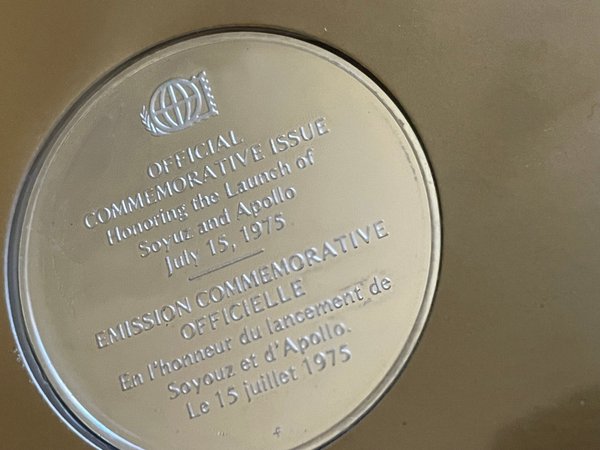 OFFICIAL
COMMEMORATIVE ISSUE
Honoring the Launch of
Soyuz and Apollo
July 15, 1975
EMISSION COMMEMORATIVE
OFFICIELLE
En l'honneur du lancement de
Soyouz et d'Apollo.
Le 15 juillet 1975
f